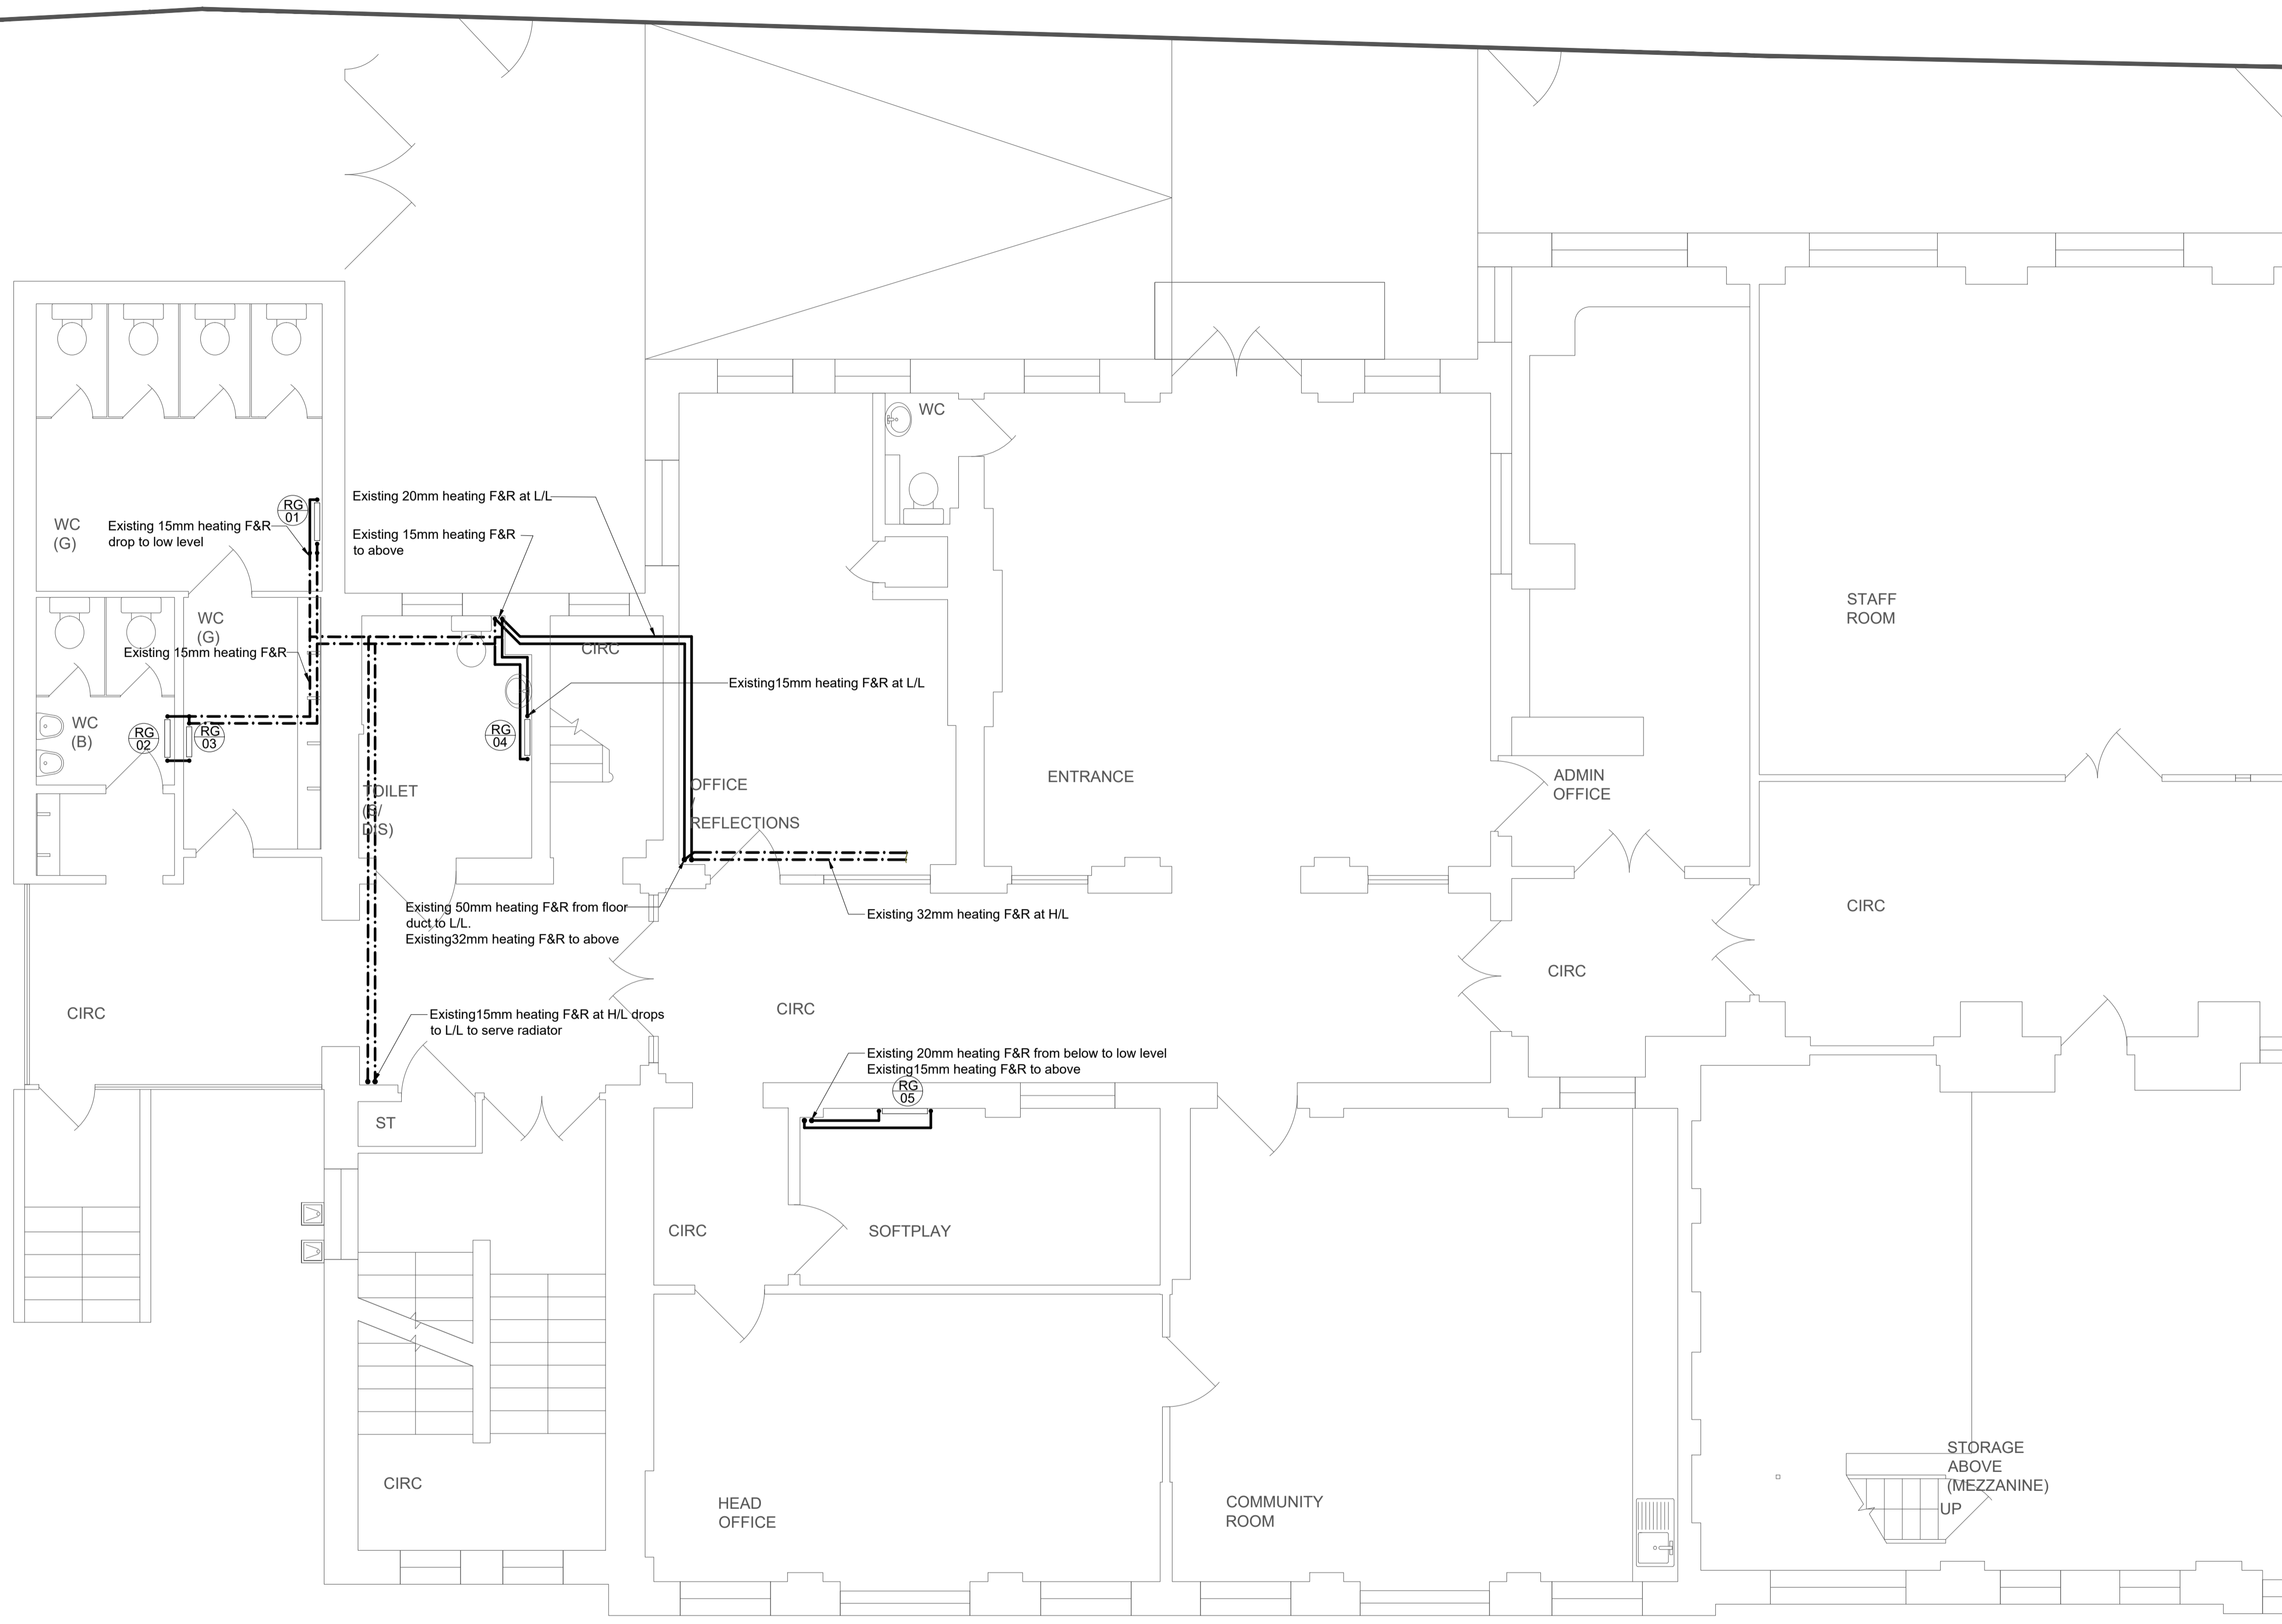 WC
Existing 20mm heating F&R at L/L
RG
01
WC
(G)
Existing 15mm heating F&R
drop to low level
Existing 15mm heating F&R
to above
STAFF
ROOM
WC
(G)
Existing 15mm heating F&R
CIRC
Existing15mm heating F&R at L/L
WC
(B)
RG
02
RG
03
RG
04
TOILET
(S/
DIS)
OFFICE
/
REFLECTIONS
ENTRANCE
ADMIN
OFFICE
Existing 50mm heating F&R from floor
duct to L/L.
Existing32mm heating F&R to above
Existing 32mm heating F&R at H/L
CIRC
CIRC
CIRC
CIRC
Existing15mm heating F&R at H/L drops
to L/L to serve radiator
Existing 20mm heating F&R from below to low level
Existing15mm heating F&R to above
RG
05
ST
CIRC
SOFTPLAY
CIRC
HEAD
OFFICE
COMMUNITY
ROOM
STORAGE
ABOVE
(MEZZANINE)
UP